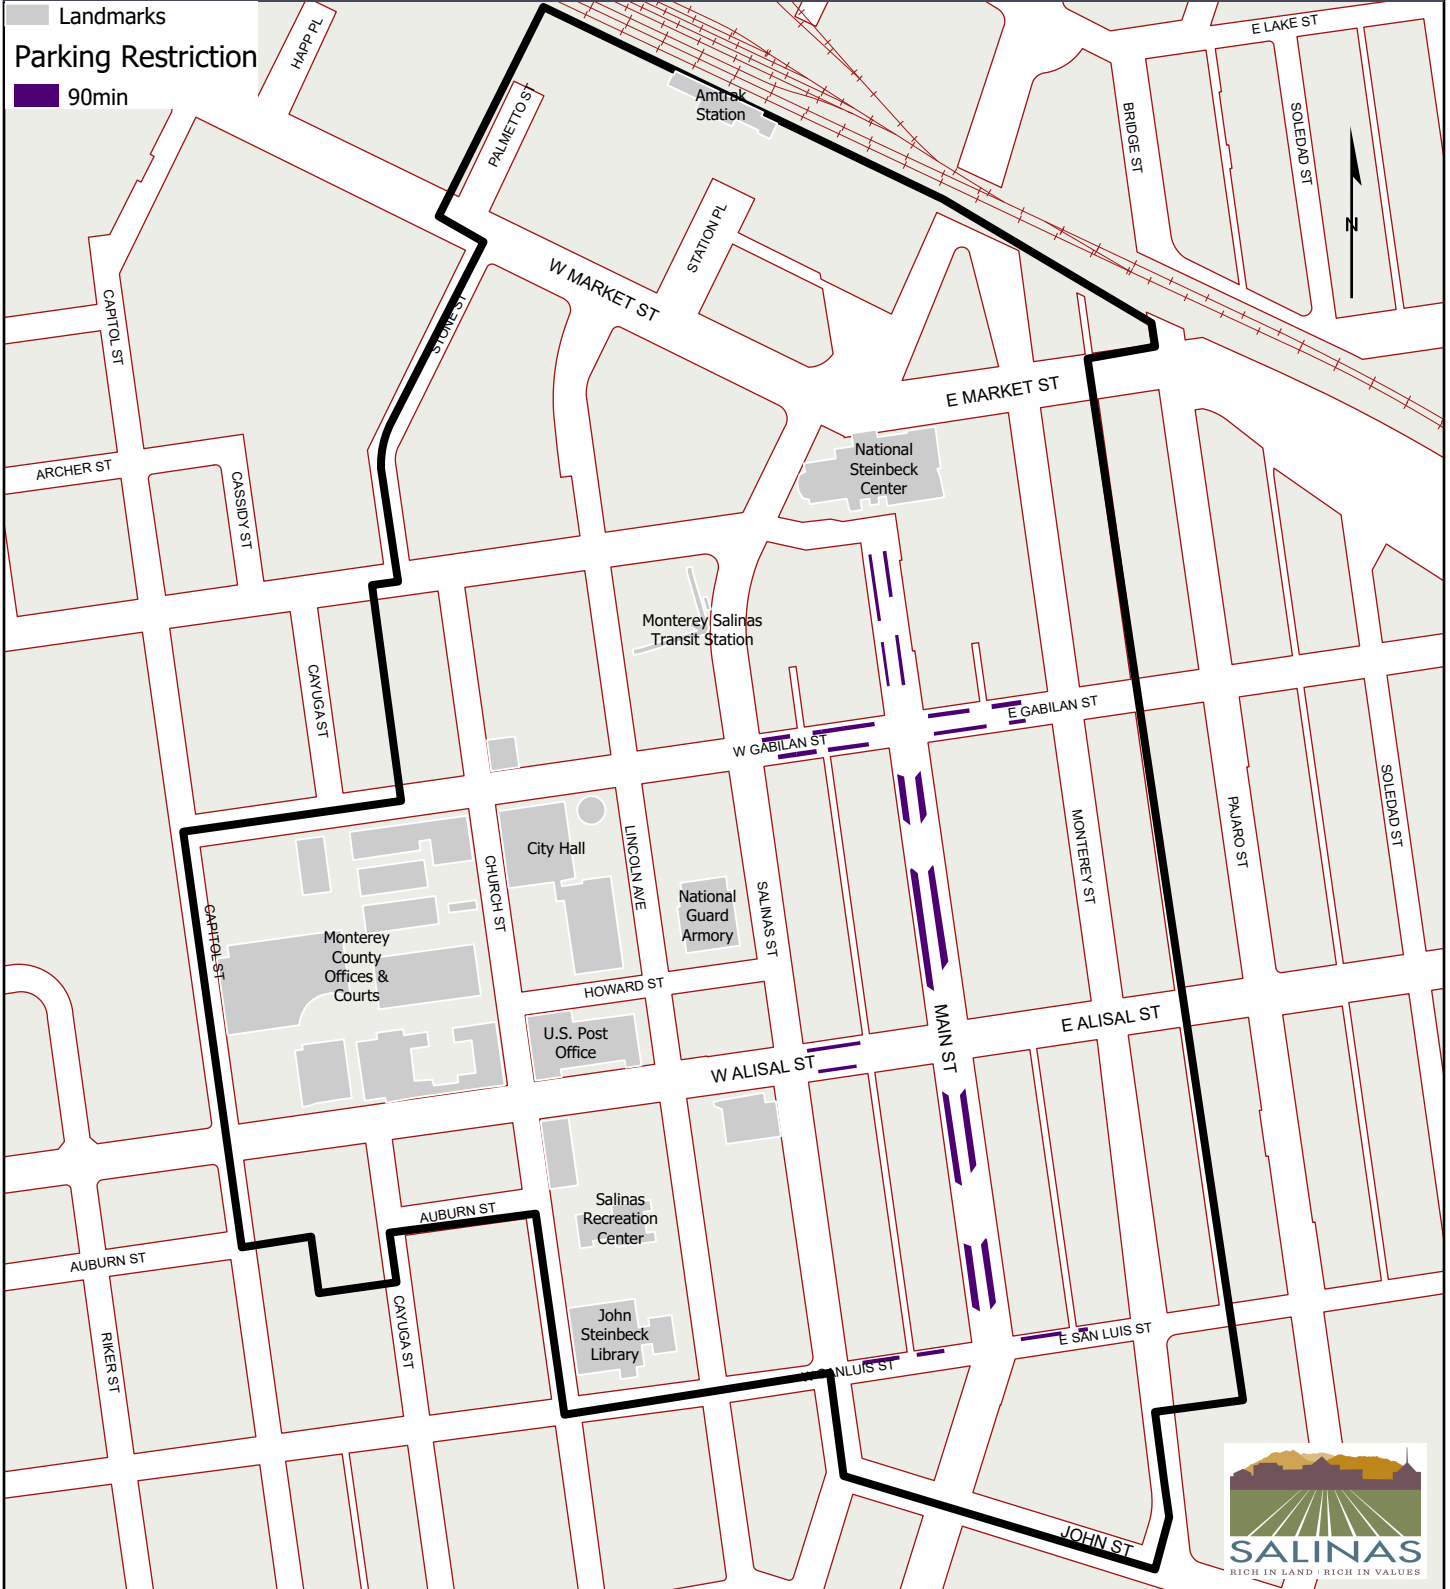 Landmarks
Parking Restriction
90min
HAPP PL
E LAKE ST
PALMETTO ST
Amtrak
Station
BRIDGE ST
SOLEDAD ST
N
STATION PL
W MARKET ST
CAPITOL ST
STONE ST
E MARKET ST
ARCHER ST
CASSIDY ST
National
Steinbeck
Center
Monterey Salinas
Transit Station
CAYUGA ST
W GABILAN ST
E GABILAN ST
SOLEDAD ST
PAJARO ST
MONTEREY ST
City Hall
LINCOLN AVE
CHURCH ST
National
Guard
Armory
SALINAS ST
CAPITOL ST
Monterey
County
Offices &
Courts
HOWARD ST
U.S. Post
Office
MAIN ST
E ALISAL ST
W ALISAL ST
Salinas
Recreation
Center
AUBURN ST
AUBURN ST
John
Steinbeck
Library
RIKER ST
CAYUGA ST
W SANLUIS ST
E SAN LUIS ST
JOHN ST
SALINAS
RICH IN LAND | RICH IN VALUES